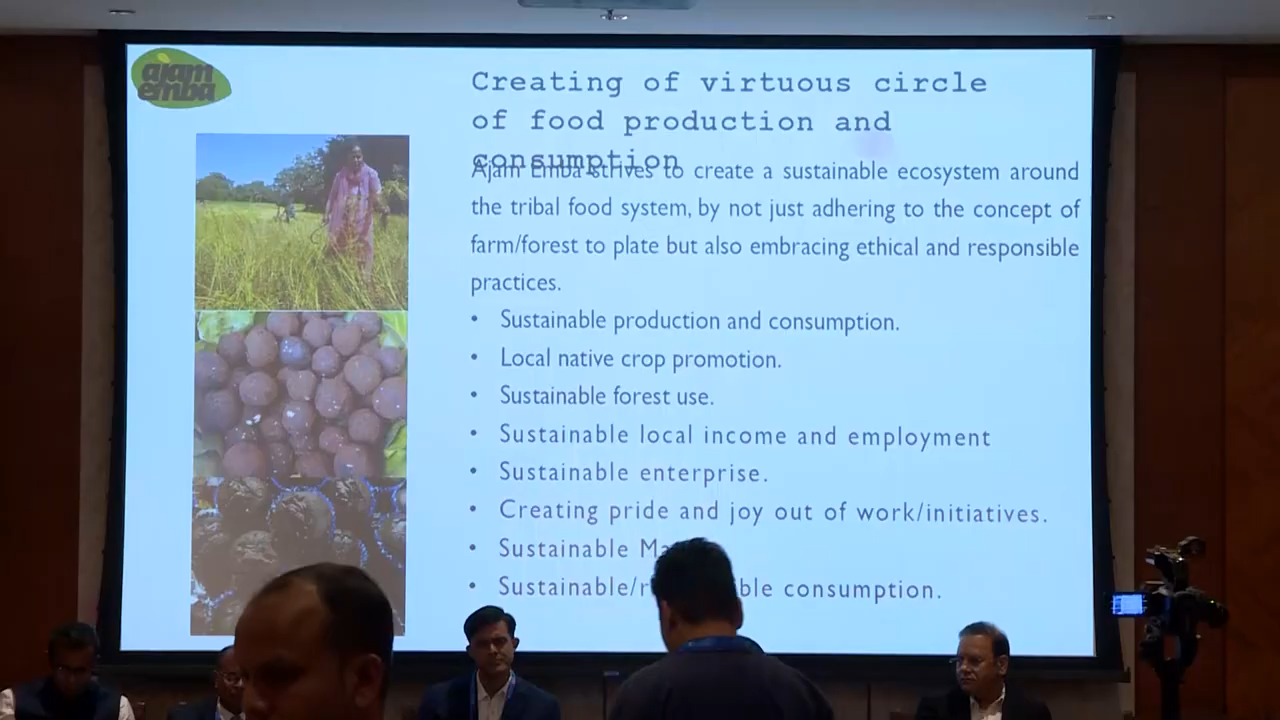 ajam
emba
Creating of virtuous circle
of food production and
consumption
Ajam Emba strives to create a sustainable ecosystem around
the tribal food system, by not just adhering to the concept of
farm/forest to plate but also embracing ethical and responsible
practices.
• Sustainable production and consumption.
• Local native crop promotion.
• Sustainable forest use.
• Sustainable local income and employment
• Sustainable enterprise.
• Creating pride and joy out of work/initiatives.
• Sustainable
• consumption.